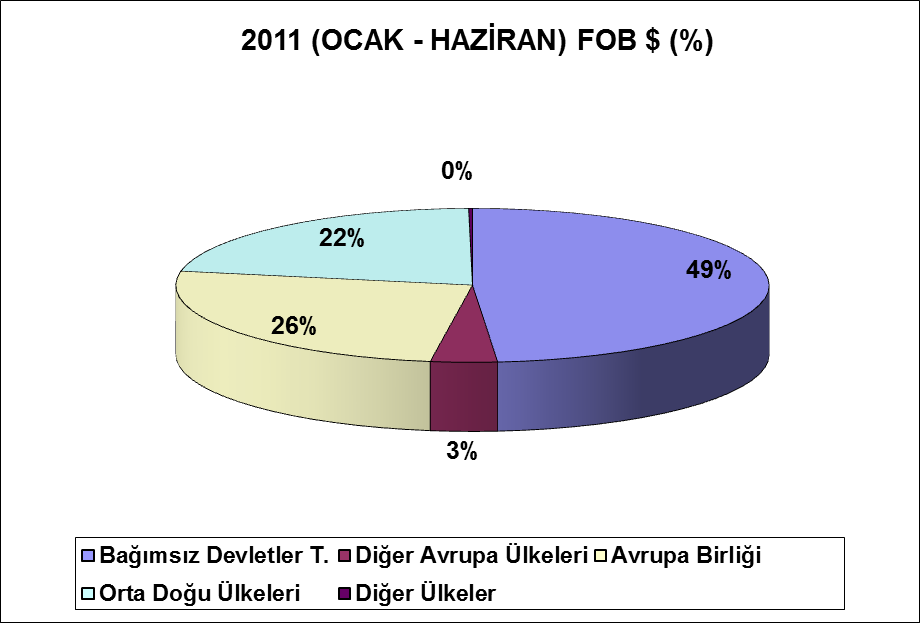 2011 (OCAK - HAZİRAN) FOB $ (%)
0%
22%
49%
26%
3%
Bağımsız Devletler T. Diğer Avrupa Ülkeleri Avrupa Birliği
Orta Doğu Ülkeleri Diğer Ülkeler